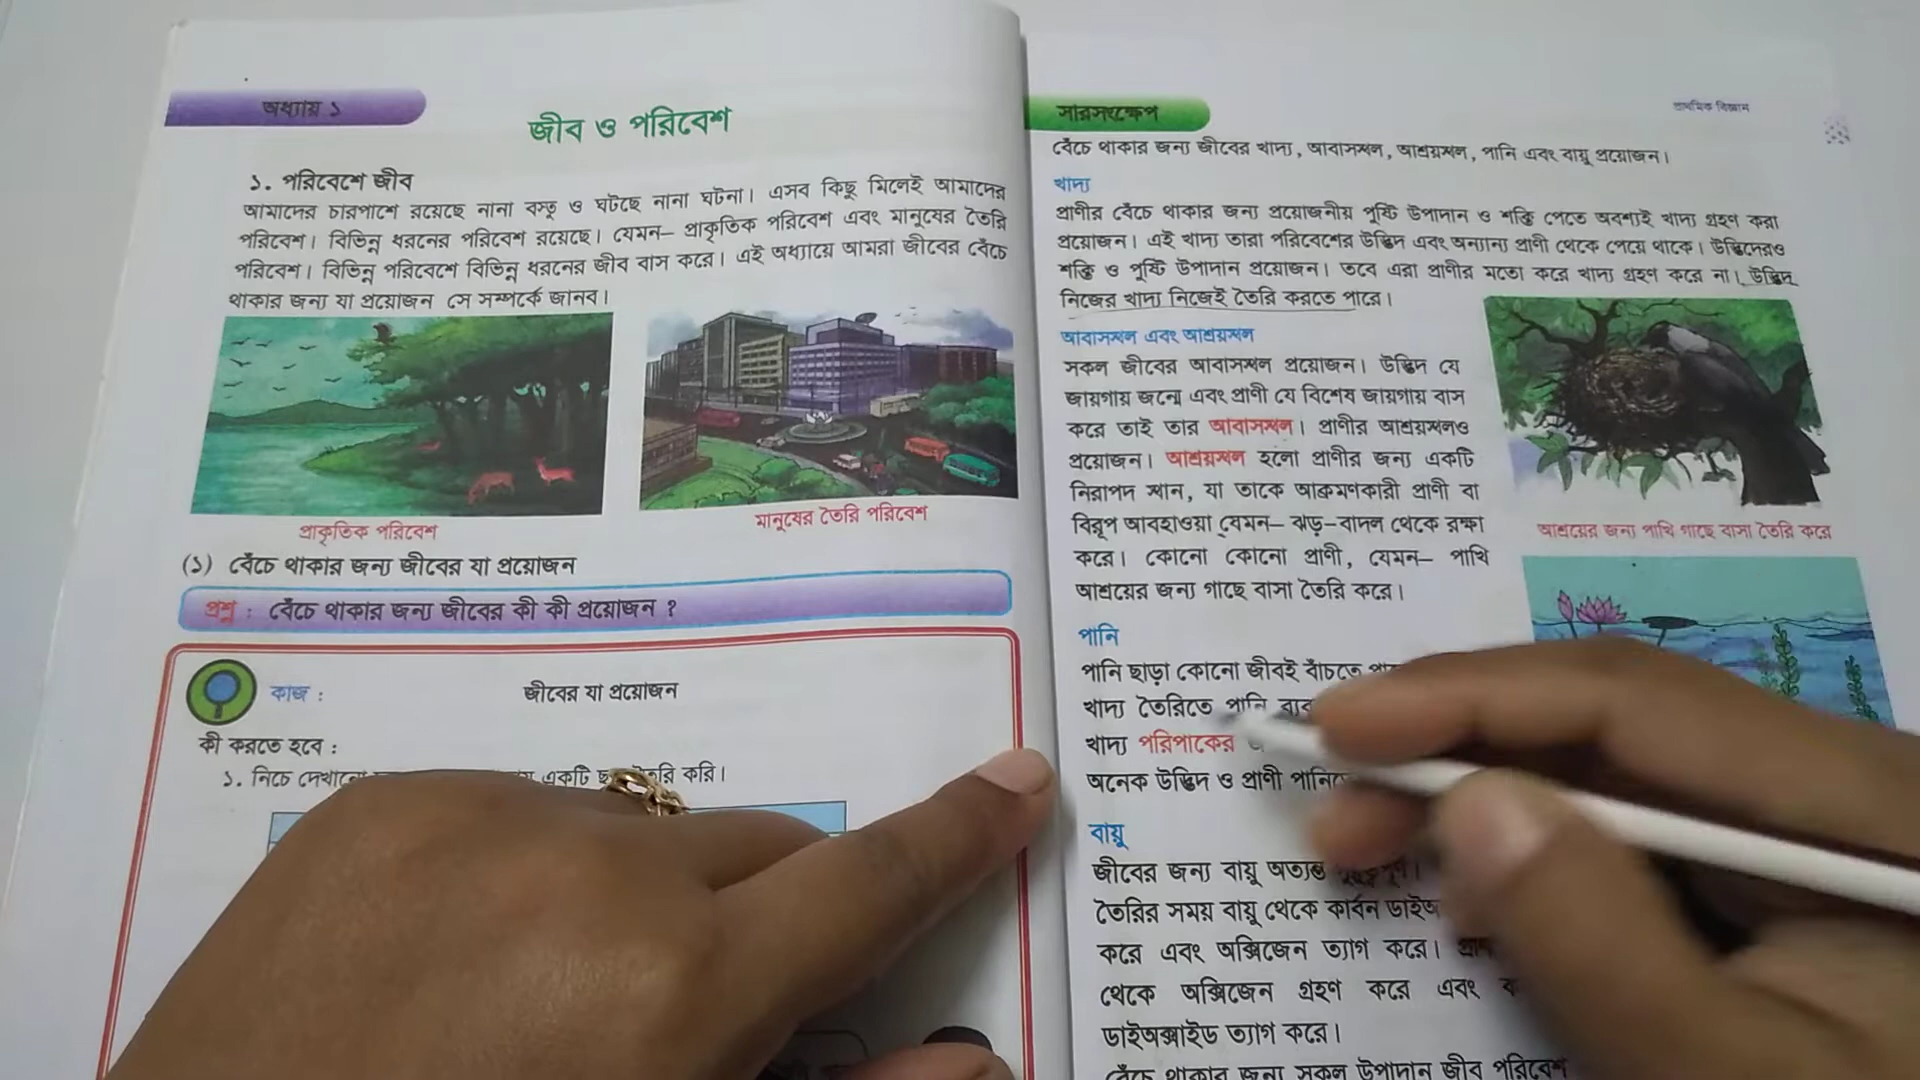 অধ্যায় ১
জীব ও পরিবেশ
১. পরিবেশে জীব
আমাদের চারপাশে রয়েছে নানা বস্তু ও ঘটছে নানা ঘটনা। এসব কিছু মিলেই আমাদের
পরিবেশ। বিভিন্ন ধরনের পরিবেশ রয়েছে। যেমন– প্রাকৃতিক পরিবেশ এবং মানুষের তৈরি
পরিবেশ। বিভিন্ন পরিবেশে বিভিন্ন ধরনের জীব বাস করে। এই অধ্যায়ে আমরা জীবের বেঁচে
থাকার জন্য যা প্রয়োজন সে সম্পর্কে জানব।
প্রাকৃতিক পরিবেশ
মানুষের তৈরি পরিবেশ
(১) বেঁচে থাকার জন্য জীবের যা প্রয়োজন
প্রশ্ন : বেঁচে থাকার জন্য জীবের কী কী প্রয়োজন ?
কাজ :
জীবের যা প্রয়োজন
কী করতে হবে :
১. নিচে একটি করি।
প্রাথমিক বিজ্ঞান
সারসংক্ষেপ
বেঁচে থাকার জন্য জীবের খাদ্য, আবাসস্থল, আশ্রয়স্থল, পানি এবং বায়ু প্রয়োজন।
খাদ্য
প্রাণীর বেঁচে থাকার জন্য প্রয়োজনীয় পুষ্টি উপাদান ও শক্তি পেতে অবশ্যই খাদ্য গ্রহণ করা
প্রয়োজন। এই খাদ্য তারা পরিবেশের উদ্ভিদ এবং অন্যান্য প্রাণী থেকে পেয়ে থাকে। উদ্ভিদেরও
শক্তি ও পুষ্টি উপাদান প্রয়োজন। তবে এরা প্রাণীর মতো করে খাদ্য গ্রহণ করে না। উদ্ভিদ
নিজের খাদ্য নিজেই তৈরি করতে পারে।
আবাসস্থল এবং আশ্রয়স্থল
সকল জীবের আবাসস্থল প্রয়োজন। উদ্ভিদ যে
জায়গায় জন্মে এবং প্রাণী যে বিশেষ জায়গায় বাস
করে তাই তার আবাসস্থল। প্রাণীর আশ্রয়স্থলও
প্রয়োজন। আশ্রয়স্থল হলো প্রাণীর জন্য একটি
নিরাপদ স্থান, যা তাকে আক্রমণকারী প্রাণী বা
বিরূপ আবহাওয়া যেমন– ঝড়-বাদল থেকে রক্ষা
করে। কোনো কোনো প্রাণী, যেমন– পাখি
আশ্রয়ের জন্য গাছে বাসা তৈরি করে।
আশ্রয়ের জন্য পাখি গাছে বাসা তৈরি করে
পানি
পানি ছাড়া কোনো জীবই বাঁচতে
খাদ্য তৈরিতে পানি
খাদ্য পরিপাকের
অনেক উদ্ভিদ ও প্রাণী
বায়ু
জীবের জন্য বায়ু অত্যন্ত
তৈরির সময় বায়ু থেকে কার্বন
করে এবং অক্সিজেন ত্যাগ করে।
থেকে অক্সিজেন গ্রহণ করে এবং
ডাইঅক্সাইড ত্যাগ করে।
বেঁচে থাকার জন্য সকল উপাদান জীব পরিবেশ